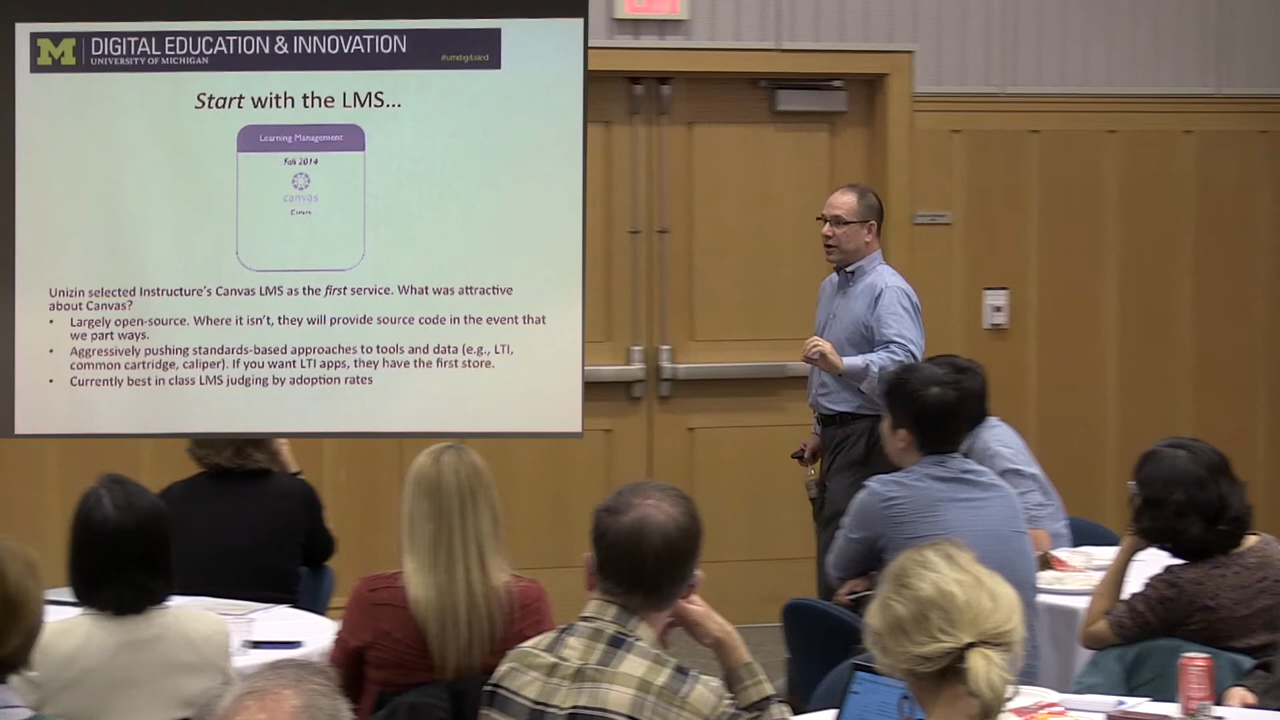 M
DIGITAL EDUCATION & INNOVATION
UNIVERSITY OF MICHIGAN
#umdigitaled
Start with the LMS...
Learning Management
Fall 2014
canvas
Canvas
Unizin selected Instructure's Canvas LMS as the first service. What was attractive
about Canvas?
• Largely open-source. Where it isn't, they will provide source code in the event that
we part ways.
• Aggressively pushing standards-based approaches to tools and data (e.g., LTI,
common cartridge, caliper). If you want LTI apps, they have the first store.
• Currently best in class LMS judging by adoption rates